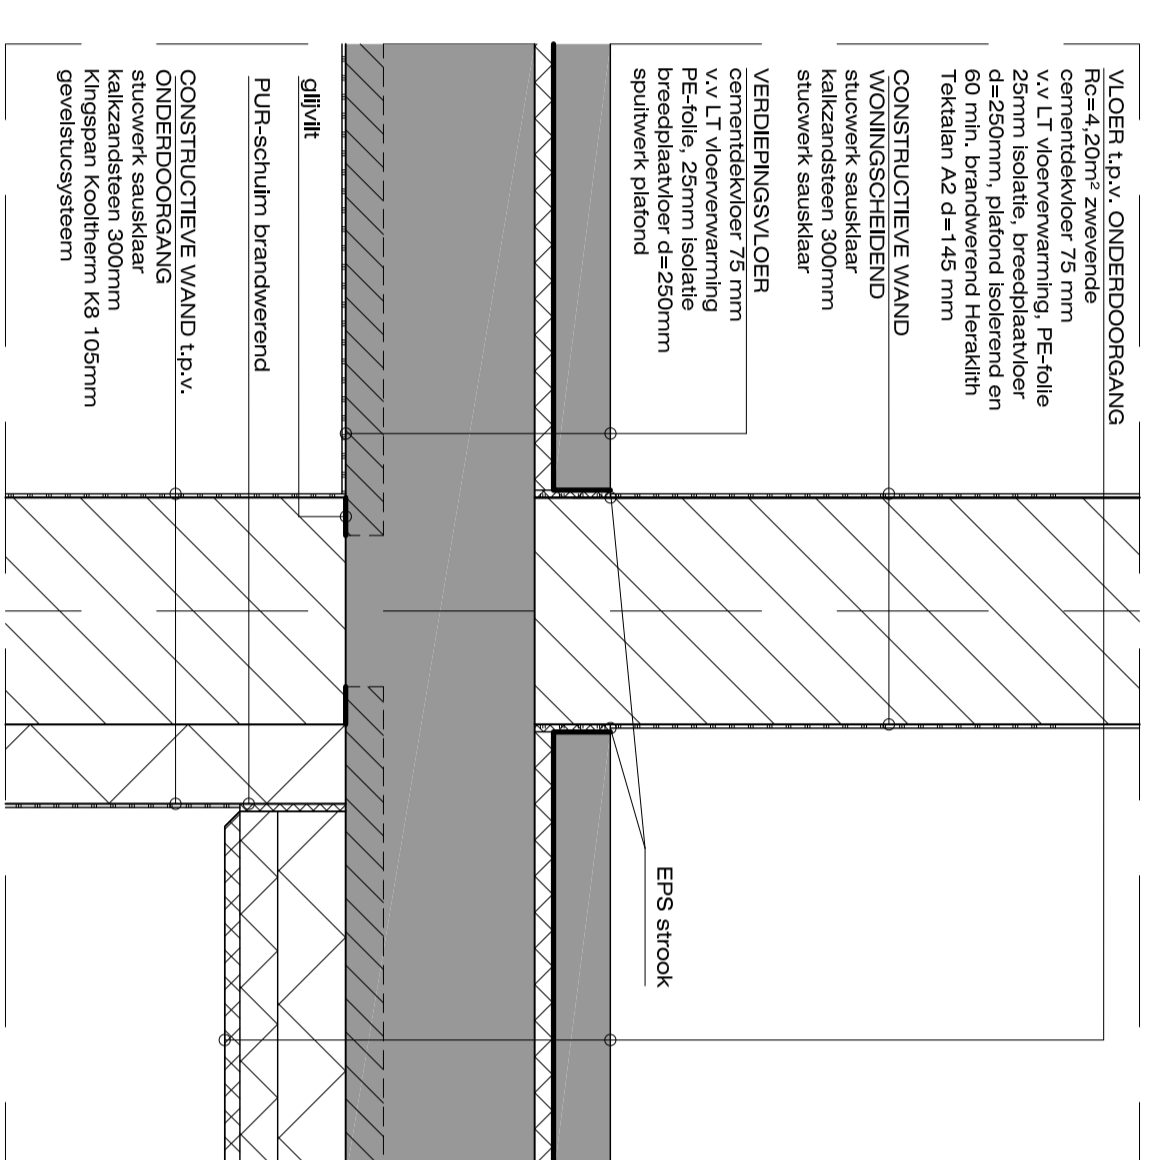 VLOER t.p.v. ONDERDOORGANG
Rc=4,20m² zwevende
cementdekvloer 75 mm
v.v LT vloerverwarming, PE-folie
25mm isolatie, breedplaatvloer
d=250mm, plafond isolerend en
60 min. brandwerend Heraklith
Tektalan A2 d=145 mm
CONSTRUCTIEVE WAND
WONINGSCHEIDEND
stucwerk sausklaar
kalkzandsteen 300mm
stucwerk sausklaar
VERDIEPINGSVLOER
cementdekvloer 75 mm
v.v LT vloerverwarming
PE-folie, 25mm isolatie
breedplaatvloer d=250mm
spuitwerk plafond
EPS strook
glijvilt
PUR-schuim brandwerend
CONSTRUCTIEVE WAND t.p.v.
ONDERDOORGANG
stucwerk sausklaar
kalkzandsteen 300mm
KIngspan Kooltherm K8 105mm
gevelstucsysteem